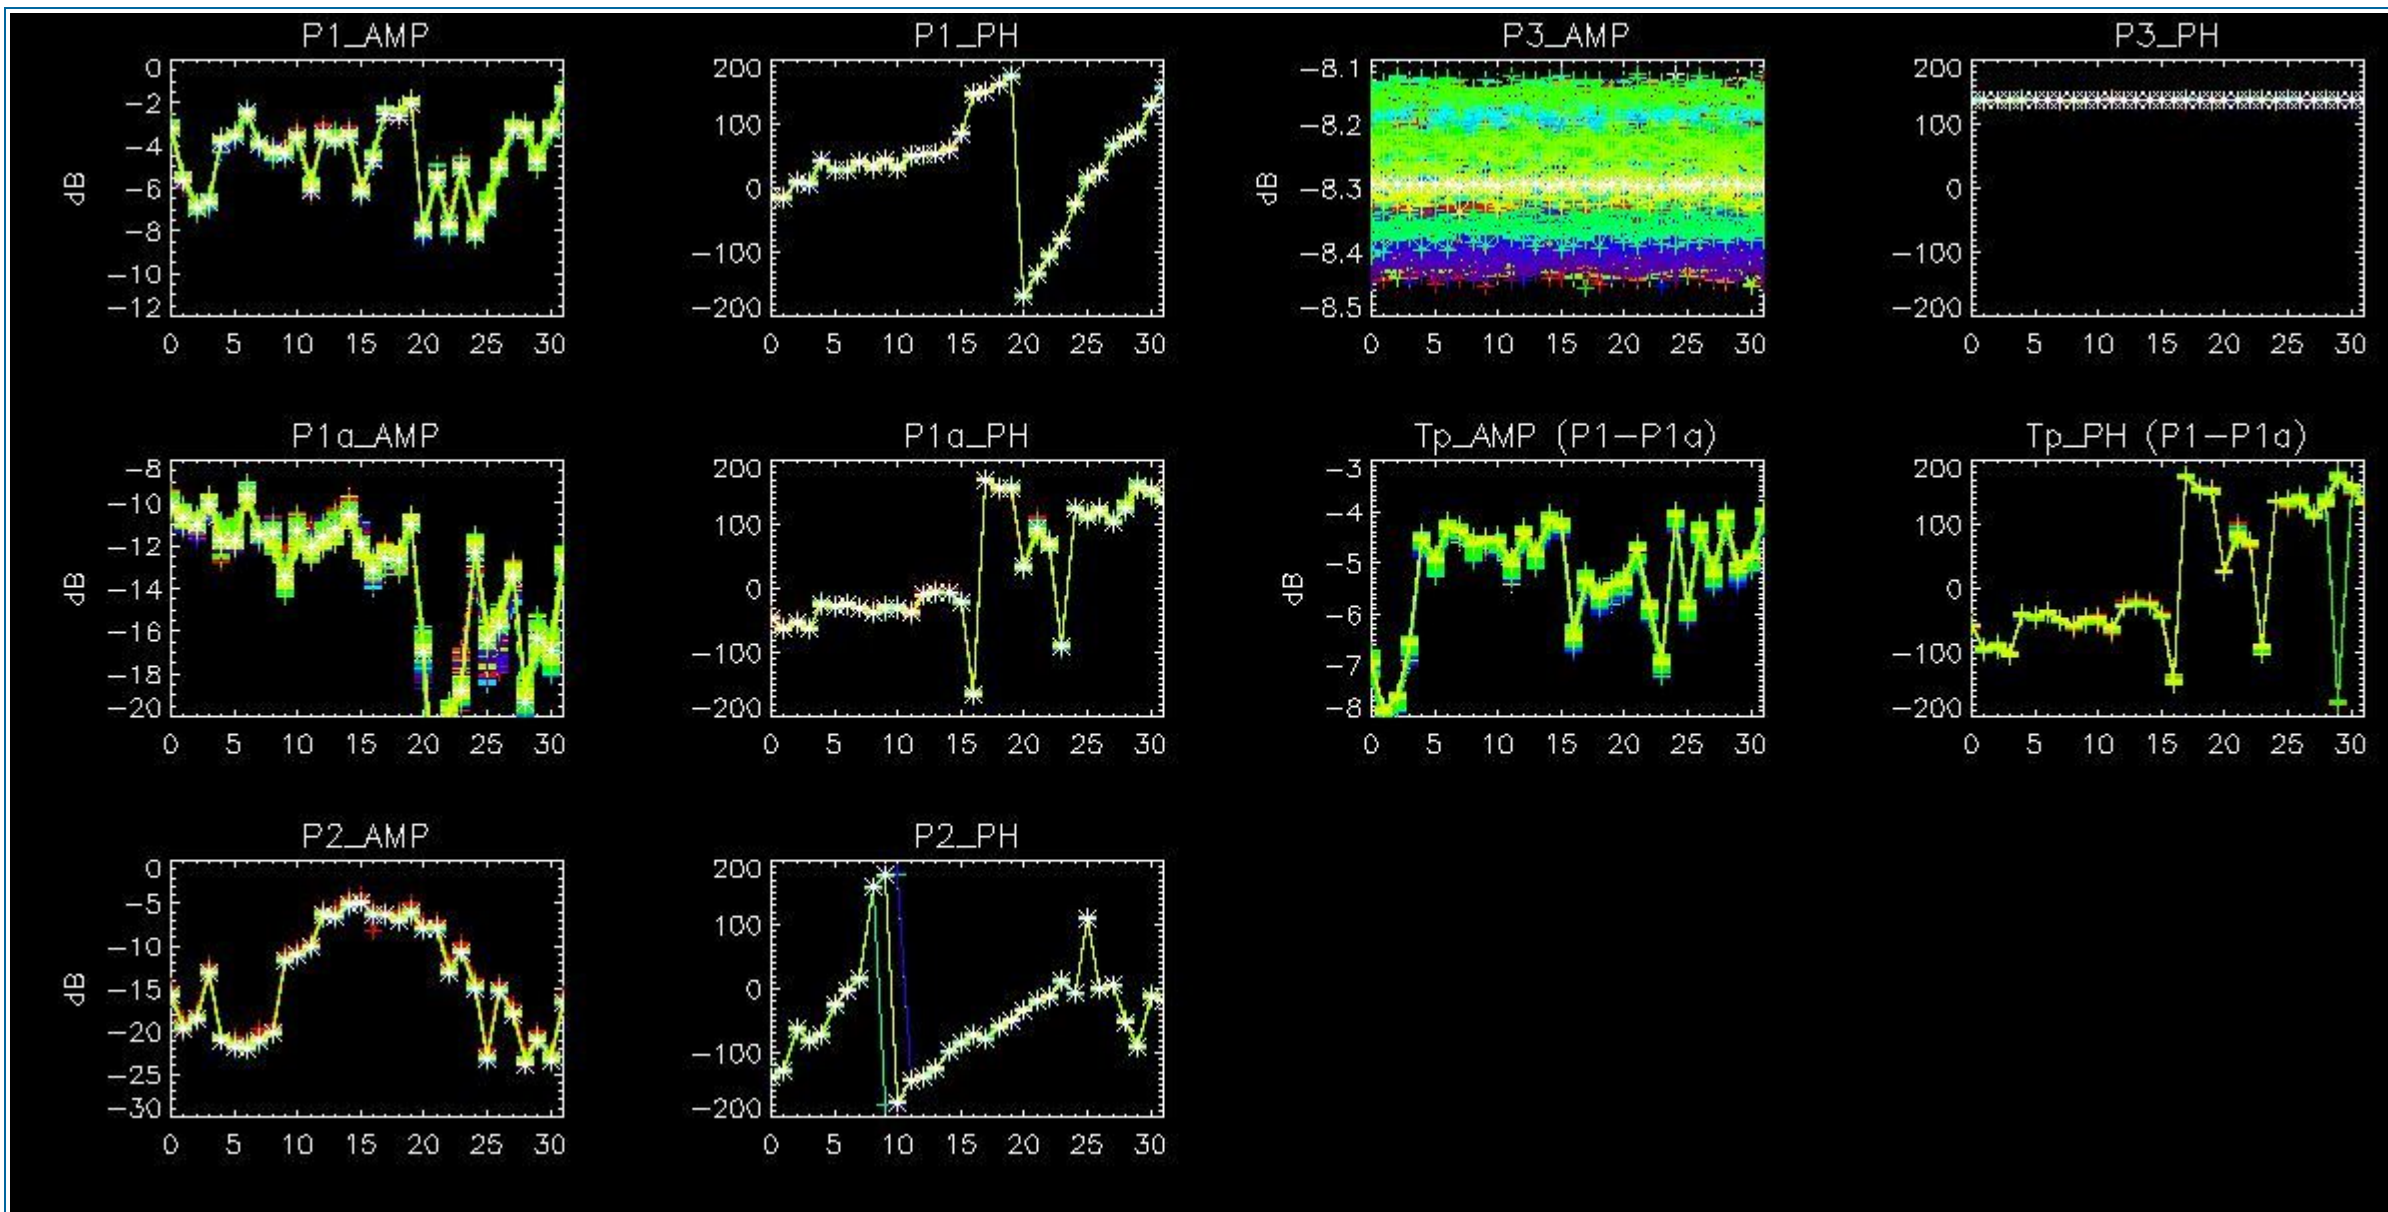 P1_AMP
0
−2
−4
−6
−8
−10
−12
dB
0 5 10 15 20 25 30
P1_PH
200
100
0
−100
−200
0 5 10 15 20 25 30
P3_AMP
−8.1
−8.2
−8.3
−8.4
−8.5
dB
0 5 10 15 20 25 30
P3_PH
200
100
0
−100
−200
0 5 10 15 20 25 30
P1a_AMP
−8
−10
−12
−14
−16
−18
−20
dB
0 5 10 15 20 25 30
P1a_PH
200
100
0
−100
−200
0 5 10 15 20 25 30
Tp_AMP (P1−P1a)
−3
−4
−5
−6
−7
−8
dB
0 5 10 15 20 25 30
Tp_PH (P1−P1a)
200
100
0
−100
−200
0 5 10 15 20 25 30
P2_AMP
0
−5
−10
−15
−20
−25
−30
dB
0 5 10 15 20 25 30
P2_PH
200
100
0
−100
−200
0 5 10 15 20 25 30